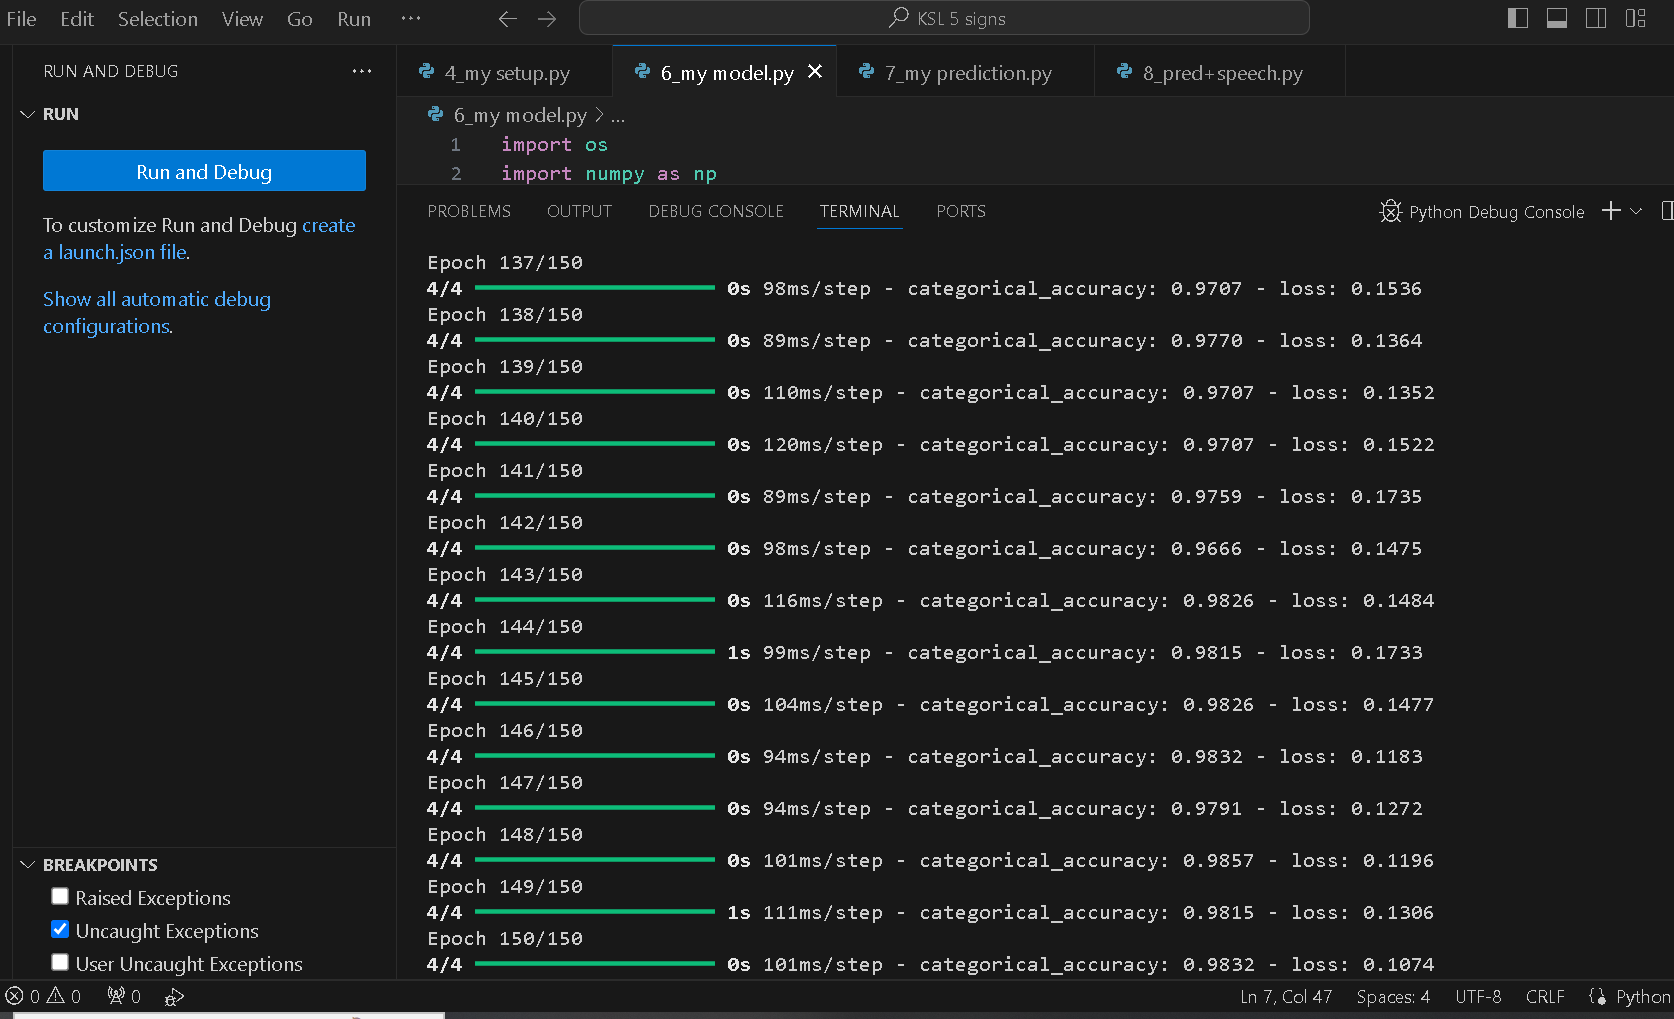 File Edit Selection View Go Run ···
KSL 5 signs
RUN AND DEBUG ···
RUN
Run and Debug
To customize Run and Debug create
a launch.json file.
Show all automatic debug
configurations.
4_my setup.py 6_my model.py 7_my prediction.py 8_pred+speech.py
6_my model.py > ...
1 import os
2 import numpy as np
PROBLEMS OUTPUT DEBUG CONSOLE TERMINAL PORTS
Python Debug Console
Epoch 137/150
4/4 0s 98ms/step - categorical_accuracy: 0.9707 - loss: 0.1536
Epoch 138/150
4/4 0s 89ms/step - categorical_accuracy: 0.9770 - loss: 0.1364
Epoch 139/150
4/4 0s 110ms/step - categorical_accuracy: 0.9707 - loss: 0.1352
Epoch 140/150
4/4 0s 120ms/step - categorical_accuracy: 0.9707 - loss: 0.1522
Epoch 141/150
4/4 0s 89ms/step - categorical_accuracy: 0.9759 - loss: 0.1735
Epoch 142/150
4/4 0s 98ms/step - categorical_accuracy: 0.9666 - loss: 0.1475
Epoch 143/150
4/4 0s 116ms/step - categorical_accuracy: 0.9826 - loss: 0.1484
Epoch 144/150
4/4 1s 99ms/step - categorical_accuracy: 0.9815 - loss: 0.1733
Epoch 145/150
4/4 0s 104ms/step - categorical_accuracy: 0.9826 - loss: 0.1477
Epoch 146/150
4/4 0s 94ms/step - categorical_accuracy: 0.9832 - loss: 0.1183
Epoch 147/150
4/4 0s 94ms/step - categorical_accuracy: 0.9791 - loss: 0.1272
Epoch 148/150
4/4 0s 101ms/step - categorical_accuracy: 0.9857 - loss: 0.1196
Epoch 149/150
4/4 1s 111ms/step - categorical_accuracy: 0.9815 - loss: 0.1306
Epoch 150/150
4/4 0s 101ms/step - categorical_accuracy: 0.9832 - loss: 0.1074
BREAKPOINTS
Raised Exceptions
Uncaught Exceptions
User Uncaught Exceptions
0 0 0
Ln 7, Col 47 Spaces: 4 UTF-8 CRLF Python